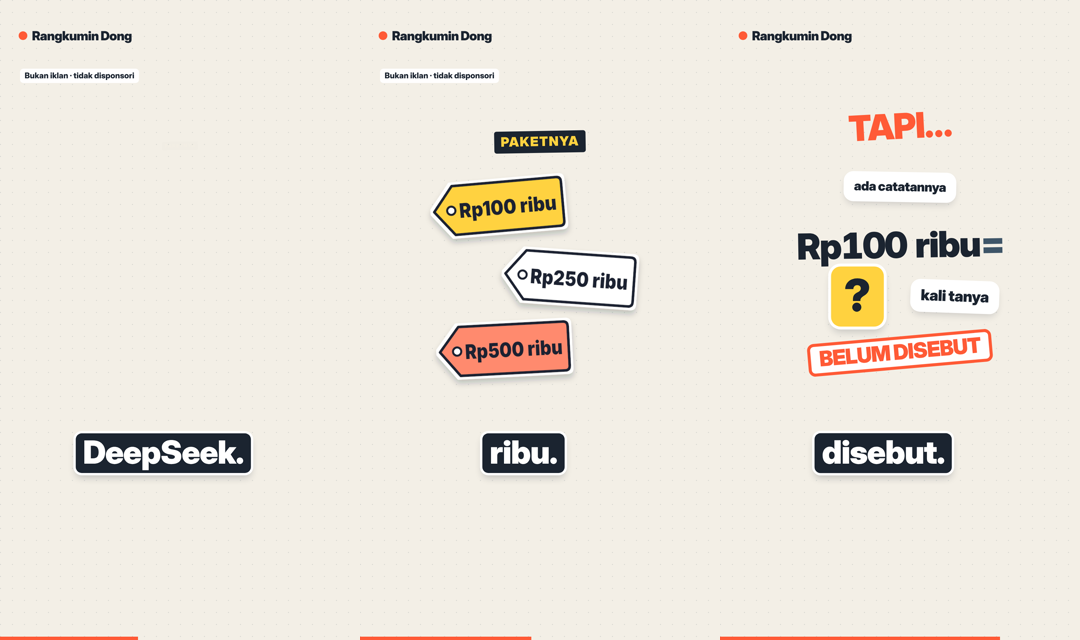 Rangkumin Dong
Bukan iklan · tidak disponsori
DeepSeek.
Rangkumin Dong
Bukan iklan · tidak disponsori
PAKETNYA
Rp100 ribu
Rp250 ribu
Rp500 ribu
ribu.
Rangkumin Dong
TAPI...
ada catatannya
Rp100 ribu=
? kali tanya
BELUM DISEBUT
disebut.